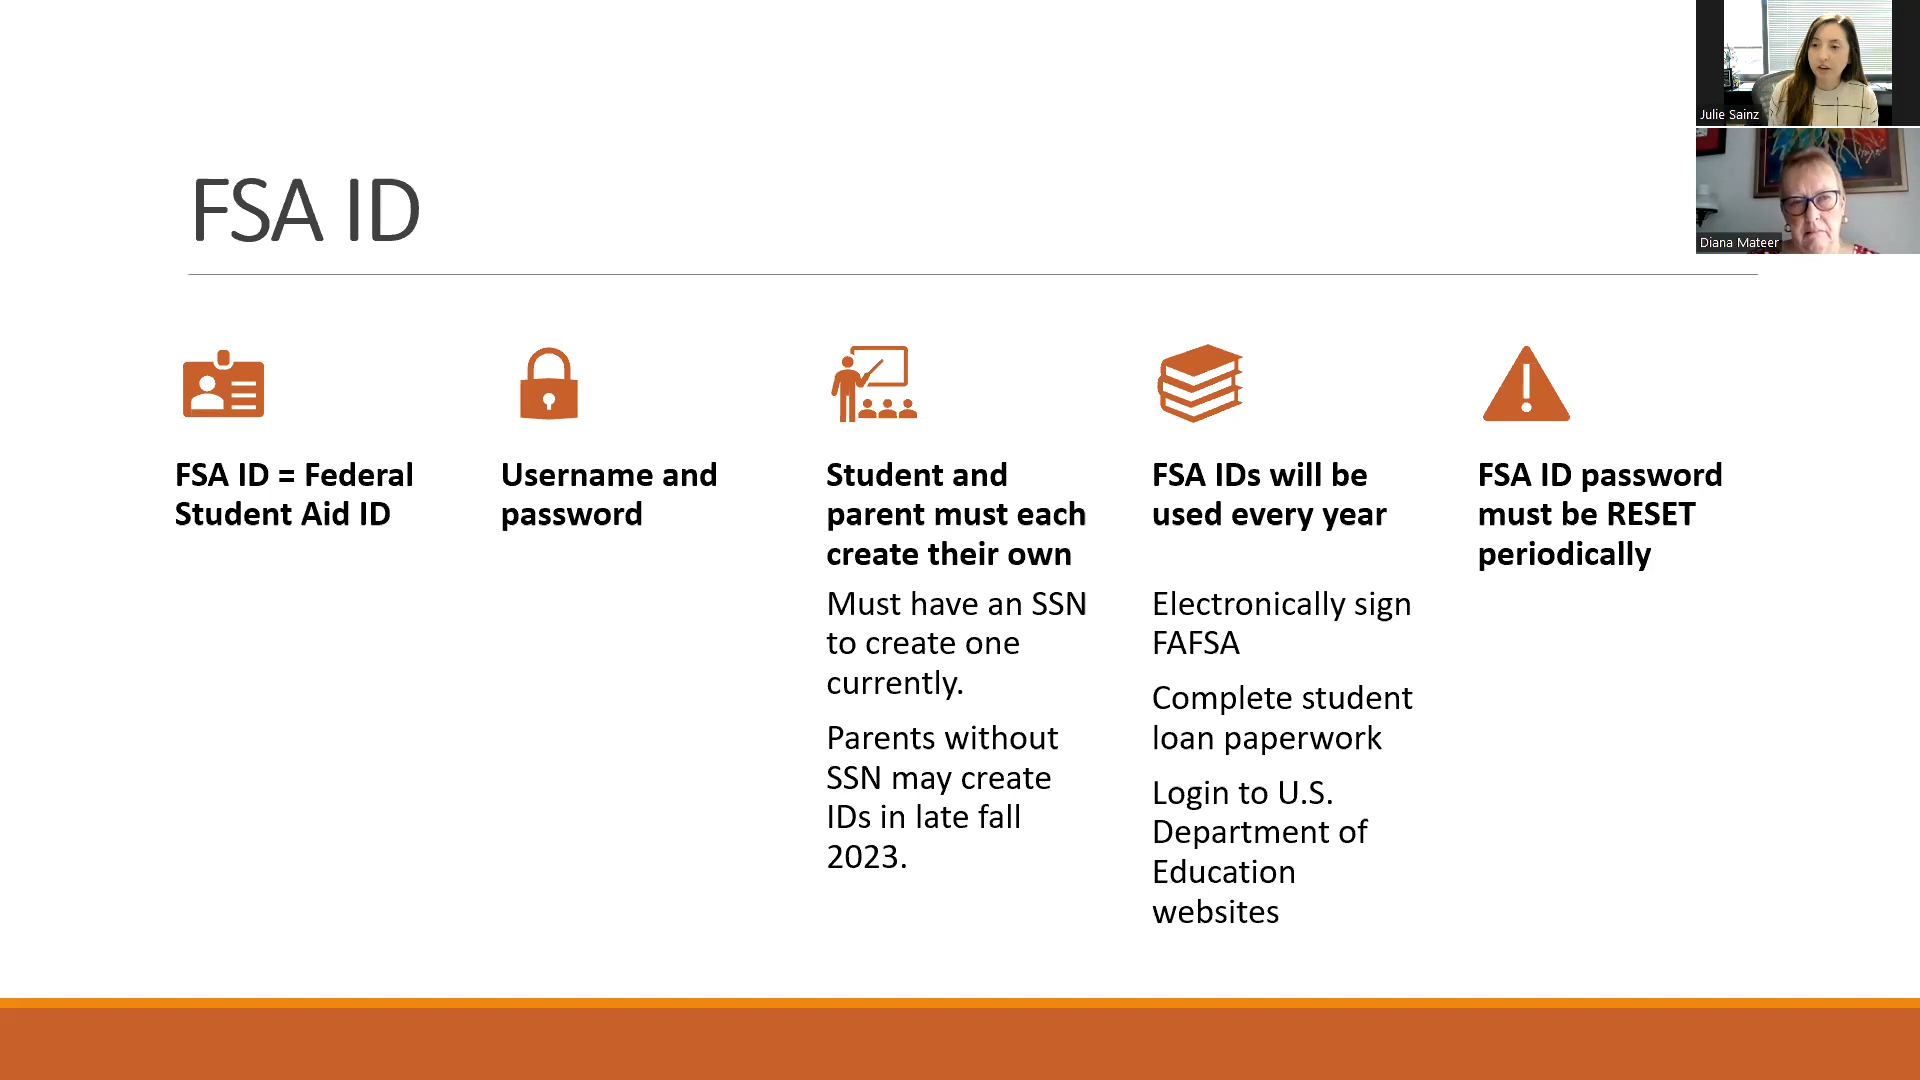 Julie Sainz
Diana Mateer
FSA ID
FSA ID = Federal
Student Aid ID
Username and
password
Student and
parent must each
create their own
Must have an SSN
to create one
currently.
Parents without
SSN may create
IDs in late fall
2023.
FSA IDs will be
used every year
Electronically sign
FAFSA
Complete student
loan paperwork
Login to U.S.
Department of
Education
websites
FSA ID password
must be RESET
periodically